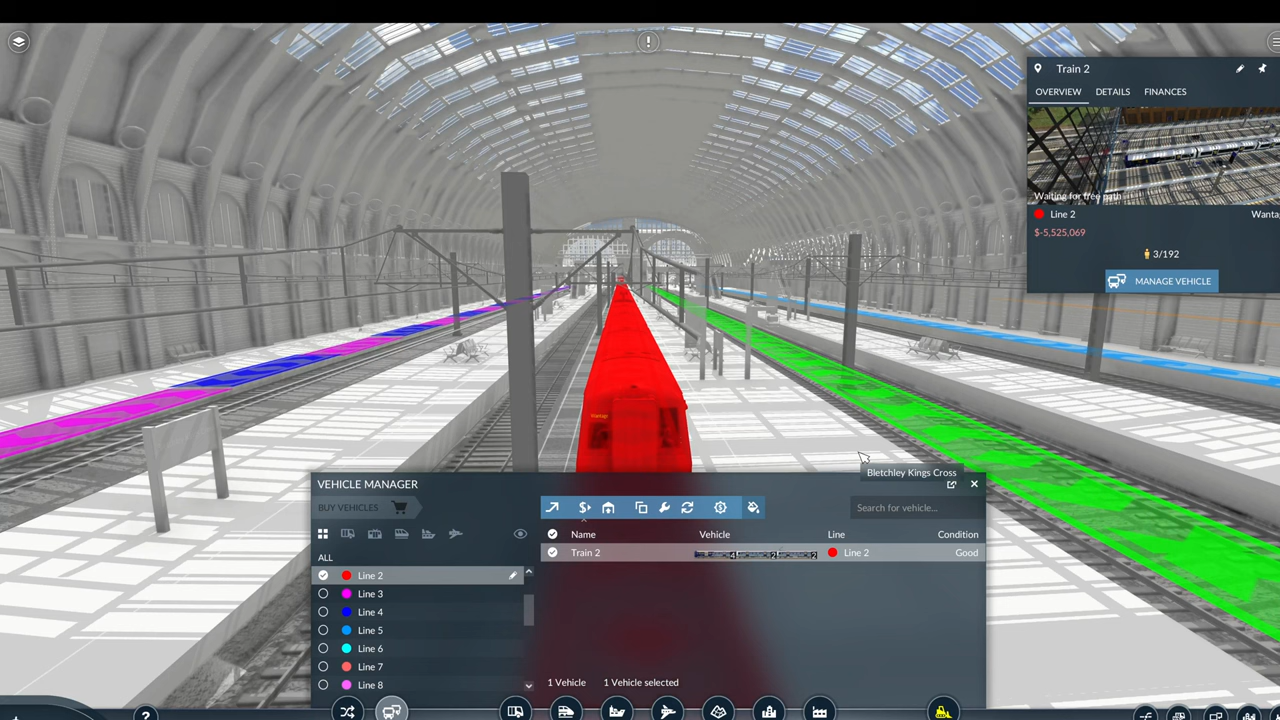 !
Train 2
OVERVIEW DETAILS FINANCES
Waiting for free path
Line 2 Wanta
$-5,525,069
3/192
MANAGE VEHICLE
Bletchley Kings Cross
VEHICLE MANAGER
BUY VEHICLES
Search for vehicle...
Name Vehicle Line Condition
Train 2 4 2 2 Line 2 Good
ALL
Line 2
Line 3
Line 4
Line 5
Line 6
Line 7
Line 8
1 Vehicle 1 Vehicle selected
?